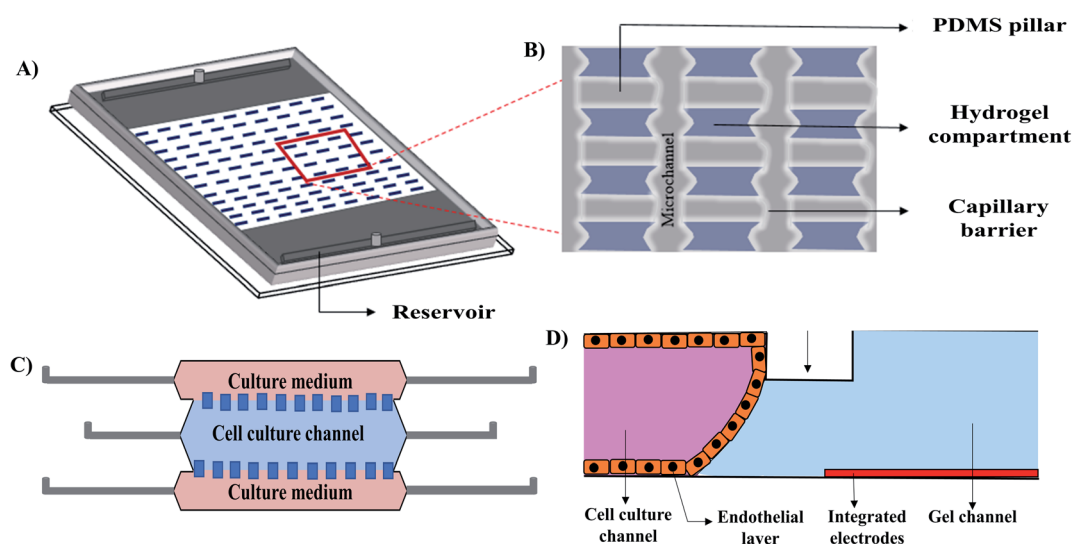 A)
Reservoir
B)
PDMS pillar
Hydrogel
compartment
Capillary
barrier
Microchannel
C)
Culture medium
Cell culture channel
Culture medium
D)
Cell culture
channel
Endothelial
layer
Integrated
electrodes
Gel channel